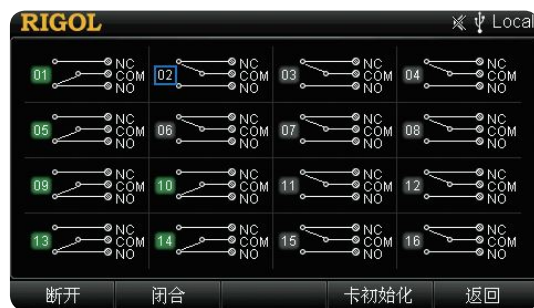 RIGOL Local
NC NC NC NC
01 COM 02 COM 03 COM 04 COM
NO NO NO NO
NC NC NC NC
05 COM 06 COM 07 COM 08 COM
NO NO NO NO
NC NC NC NC
09 COM 10 COM 11 COM 12 COM
NO NO NO NO
NC NC NC NC
13 COM 14 COM 15 COM 16 COM
NO NO NO NO
断开 闭合 卡初始化 返回